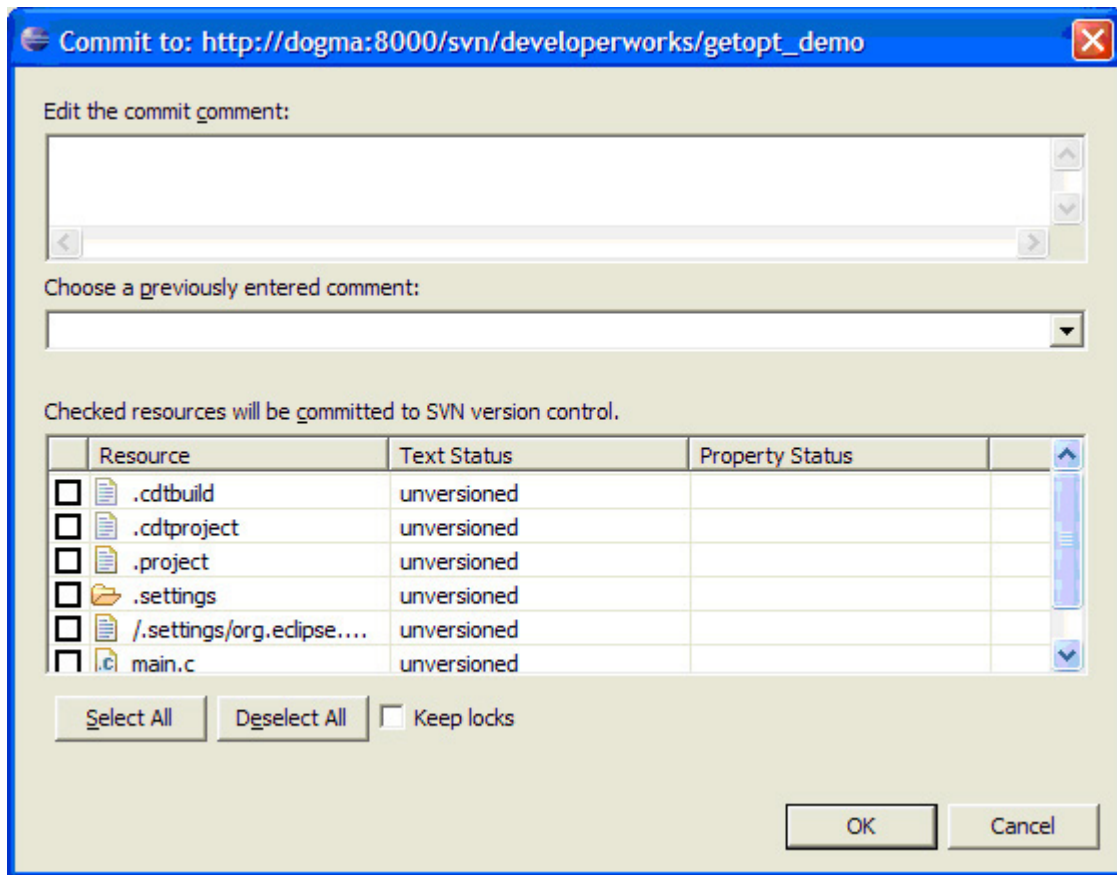 Commit to: http://dogma:8000/svn/developerworks/getopt_demo
Edit the commit comment:
Choose a previously entered comment:
Checked resources will be committed to SVN version control.
Resource Text Status Property Status
.cdtbuild unversioned
.cdtproject unversioned
.project unversioned
.settings unversioned
/.settings/org.eclipse.... unversioned
.c main.c unversioned
Select All Deselect All Keep locks
OK Cancel